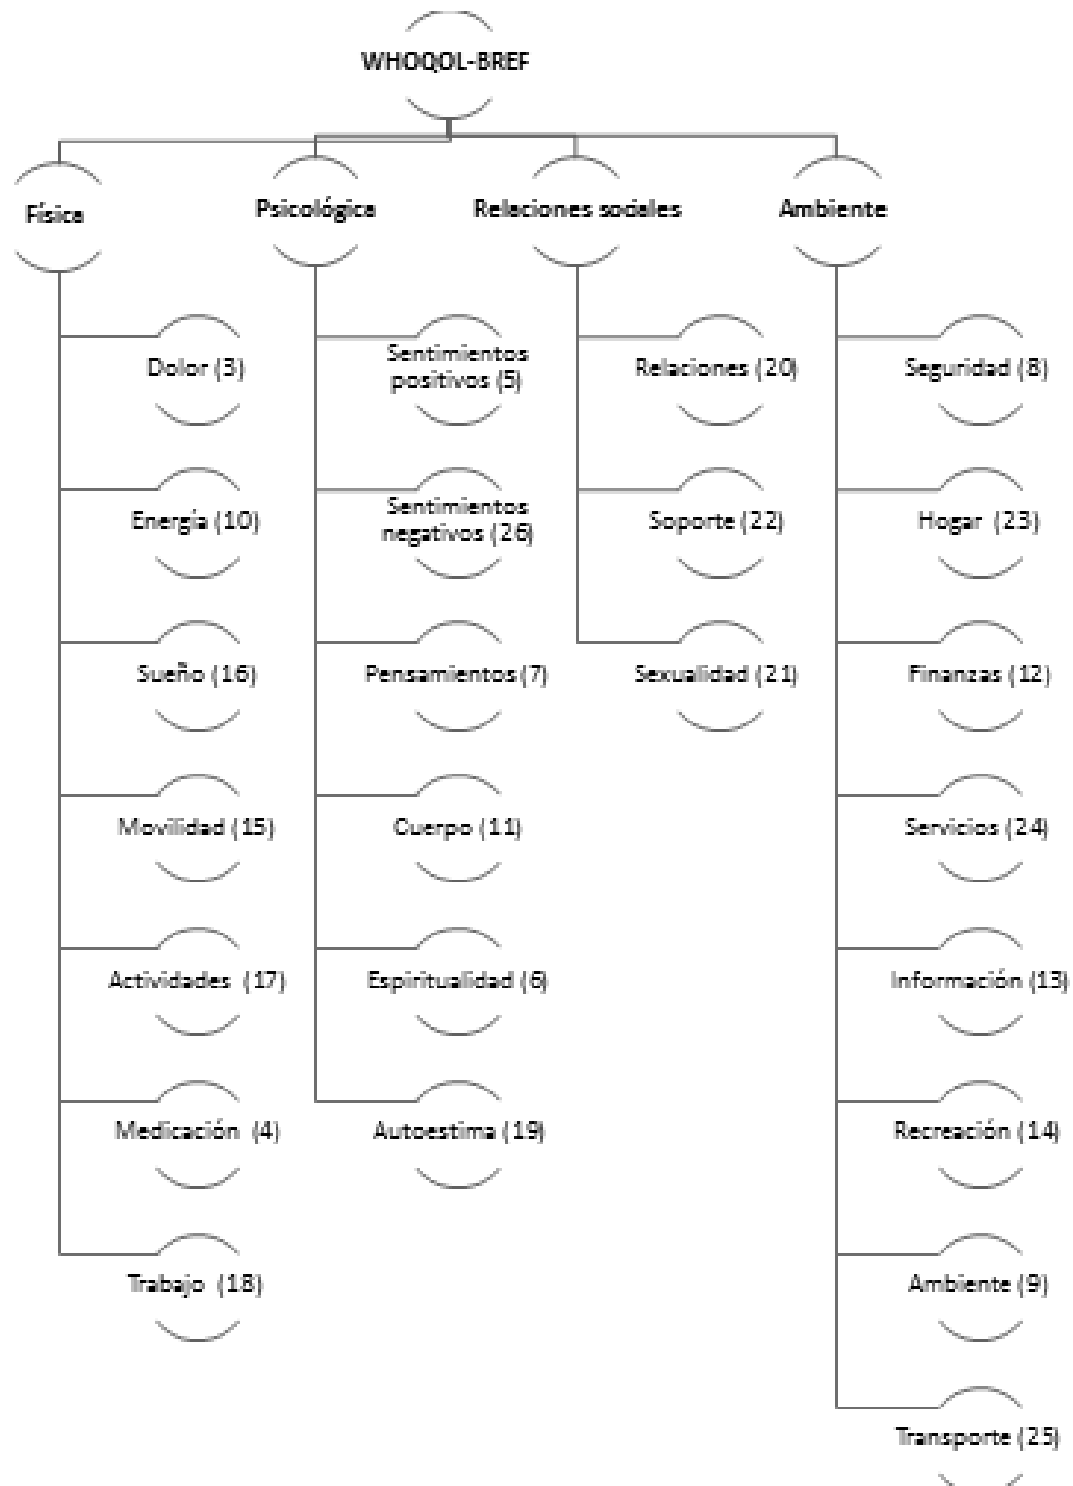 WHOQOL-BREF
Física
Psicológica
Relaciones sociales
Ambiente
Dolor (3)
Energía (10)
Sueño (16)
Movilidad (15)
Actividades (17)
Medicación (4)
Trabajo (18)
Sentimientos
positivos (5)
Sentimientos
negativos (26)
Pensamientos (7)
Cuerpo (11)
Espiritualidad (6)
Autoestima (19)
Relaciones (20)
Soporte (22)
Sexualidad (21)
Seguridad (8)
Hogar (23)
Finanzas (12)
Servicios (24)
Información (13)
Recreación (14)
Ambiente (9)
Transporte (25)